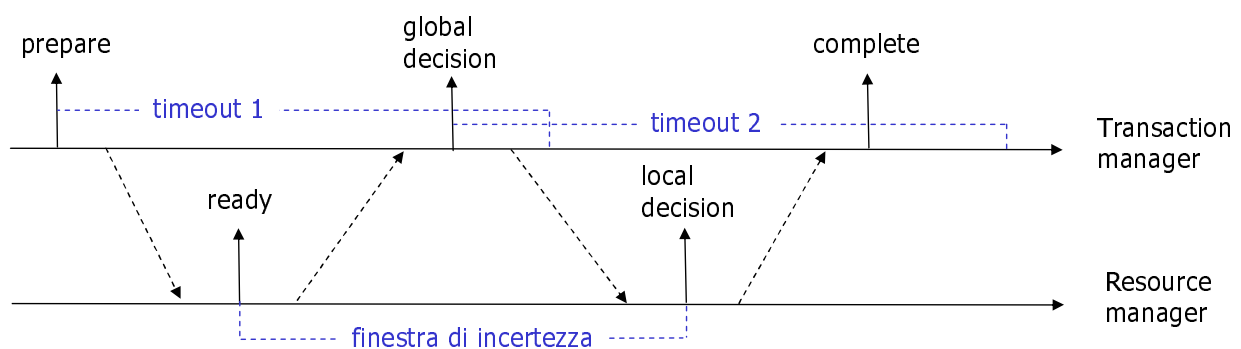 prepare
global
decision
complete
timeout 1
timeout 2
Transaction
manager
ready
local
decision
Resource
manager
finestra di incertezza